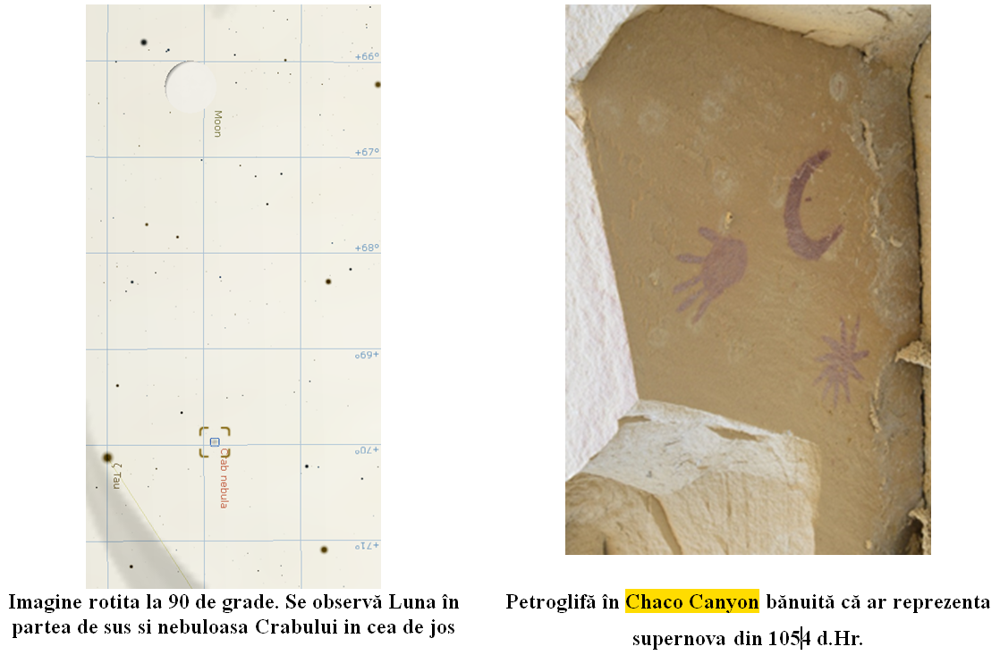 +66°
Moon
+67°
+68°
+69°
+70°
Crab nebula
ζ Tau
+71°
Imagine rotita la 90 de grade. Se observă Luna în
partea de sus si nebuloasa Crabului in cea de jos
Petroglifă în Chaco Canyon bănuită că ar reprezenta
supernova din 1054 d.Hr.